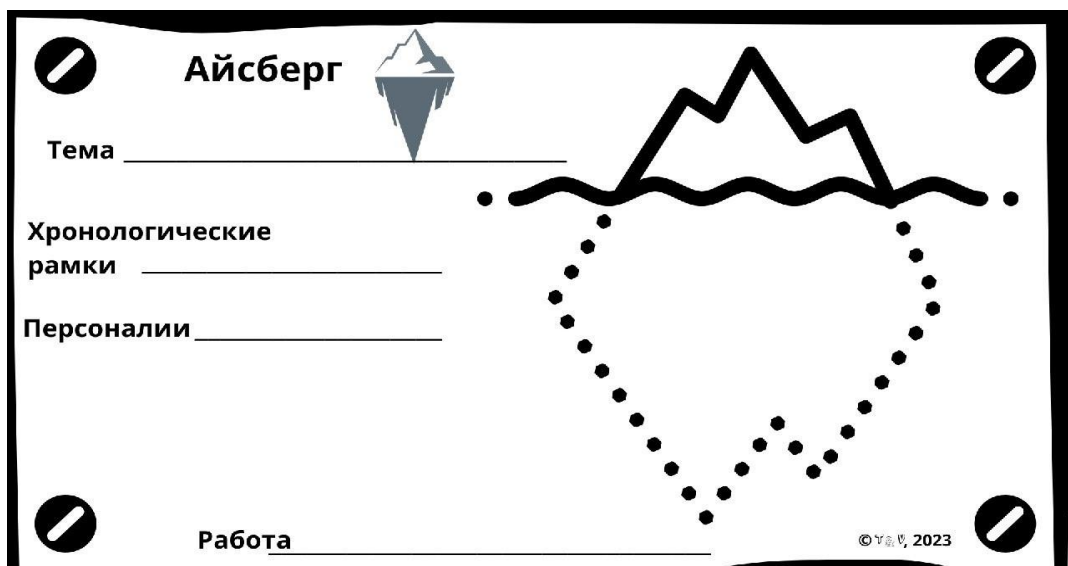 Айсберг
Тема
Хронологические
рамки
Персоналии
Работа
©, 2023